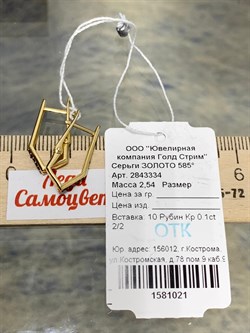 ООО "Ювелирная
компания Голд Стрим"
Серьги ЗОЛОТО 585°
Арт. 2843334
Масса 2,54 Размер
Цена за гр.
Цена изд.
Вставка: 10 Рубин Кр 0.1ct
2/2
ОТК
Юр. адрес: 156012, г.Кострома,
ул.Костромская, д.78 пом.9 каб.9
1581021
Леди
Самоцвет